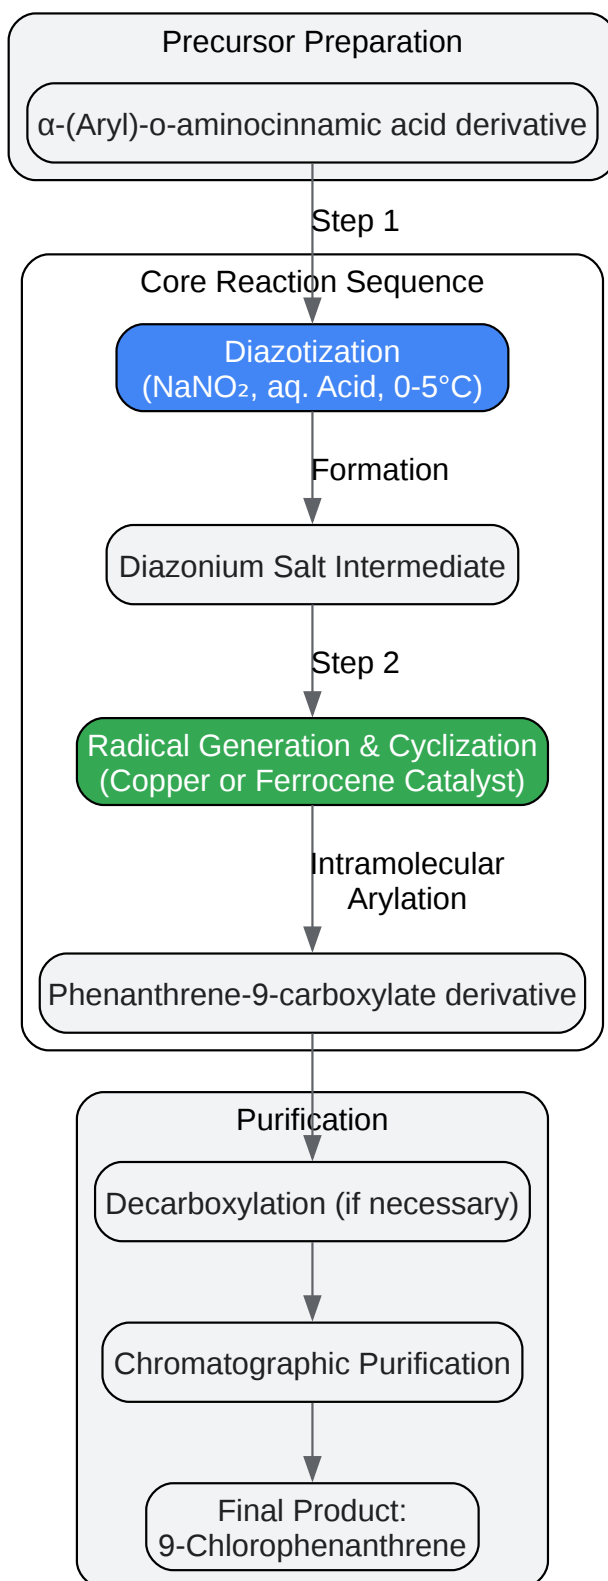 Precursor Preparation
α-(Aryl)-o-aminocinnamic acid derivative
Step 1
Core Reaction Sequence
Diazotization
(NaNO₂, aq. Acid, 0-5°C)
Formation
Diazonium Salt Intermediate
Step 2
Radical Generation & Cyclization
(Copper or Ferrocene Catalyst)
Intramolecular
Arylation
Phenanthrene-9-carboxylate derivative
Purification
Decarboxylation (if necessary)
Chromatographic Purification
Final Product:
9-Chlorophenanthrene